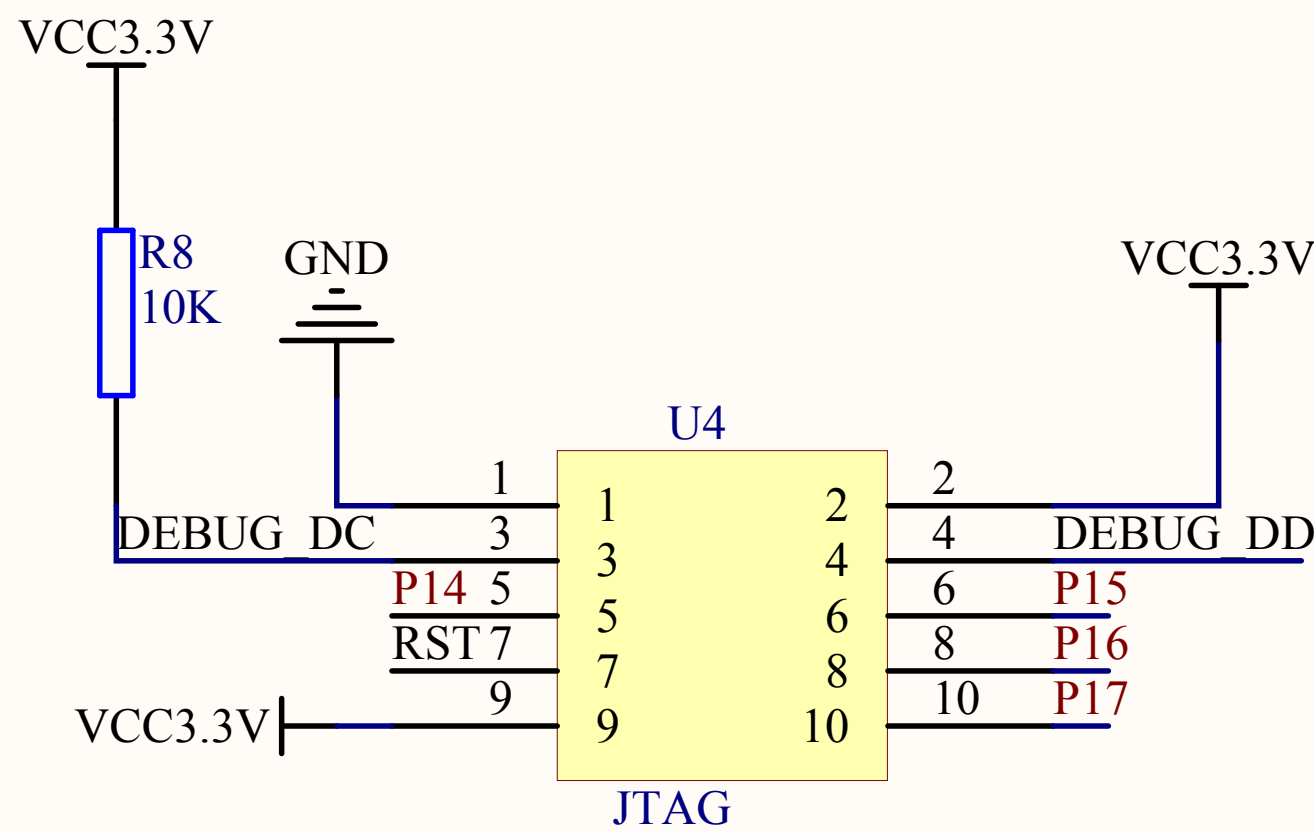 VCC3.3V
R8
10K
GND
VCC3.3V
U4
1 1 2 2
DEBUG_DC 3 3 4 4 DEBUG_DD
P14 5 5 6 6 P15
RST 7 7 8 8 P16
VCC3.3V 9 9 10 10 P17
JTAG